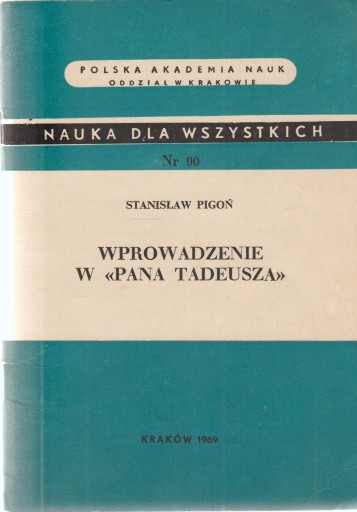 POLSKA AKADEMIA NAUK
ODDZIAŁ W KRAKOWIE
NAUKA DLA WSZYSTKICH
Nr 90
STANISŁAW PIGOŃ
WPROWADZENIE
W «PANA TADEUSZA»
KRAKÓW 1969